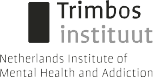 Trimbos
instituut
Netherlands Institute of
Mental Health and Addiction